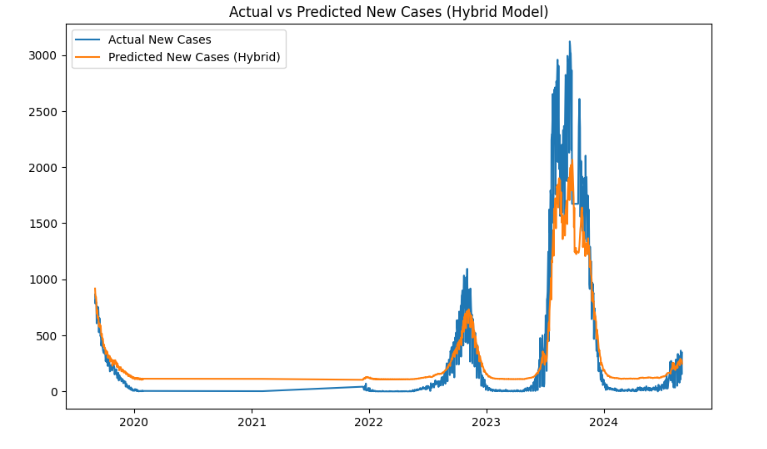 Actual vs Predicted New Cases (Hybrid Model)
Actual New Cases
Predicted New Cases (Hybrid)
3000
2500
2000
1500
1000
500
0
2020 2021 2022 2023 2024